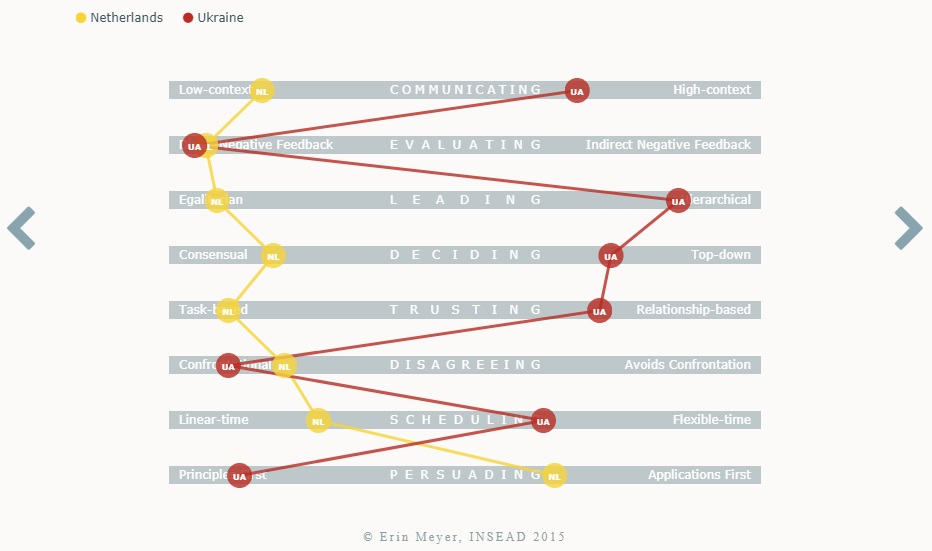 Netherlands Ukraine
Low-context NL COMMUNICATING UA High-context
UA Negative Feedback EVALUATING Indirect Negative Feedback
NL LEADING UA
Consensual NL DECIDING UA Top-down
NL TRUSTING UA Relationship-based
UA NL DISAGREEING Avoids Confrontation
Linear-time NL SCHEDULING UA Flexible-time
UA PERSUADING NL Applications First
© Erin Meyer, INSEAD 2015